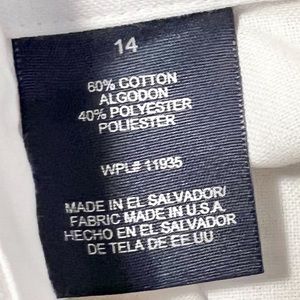 14
60% COTTON
ALGODON
40% POLYESTER
POLIESTER
WPL# 11935
MADE IN EL SALVADOR/
FABRIC MADE IN U.S.A.
HECHO EN EL SALVADOR
DE TELA DE EE UU